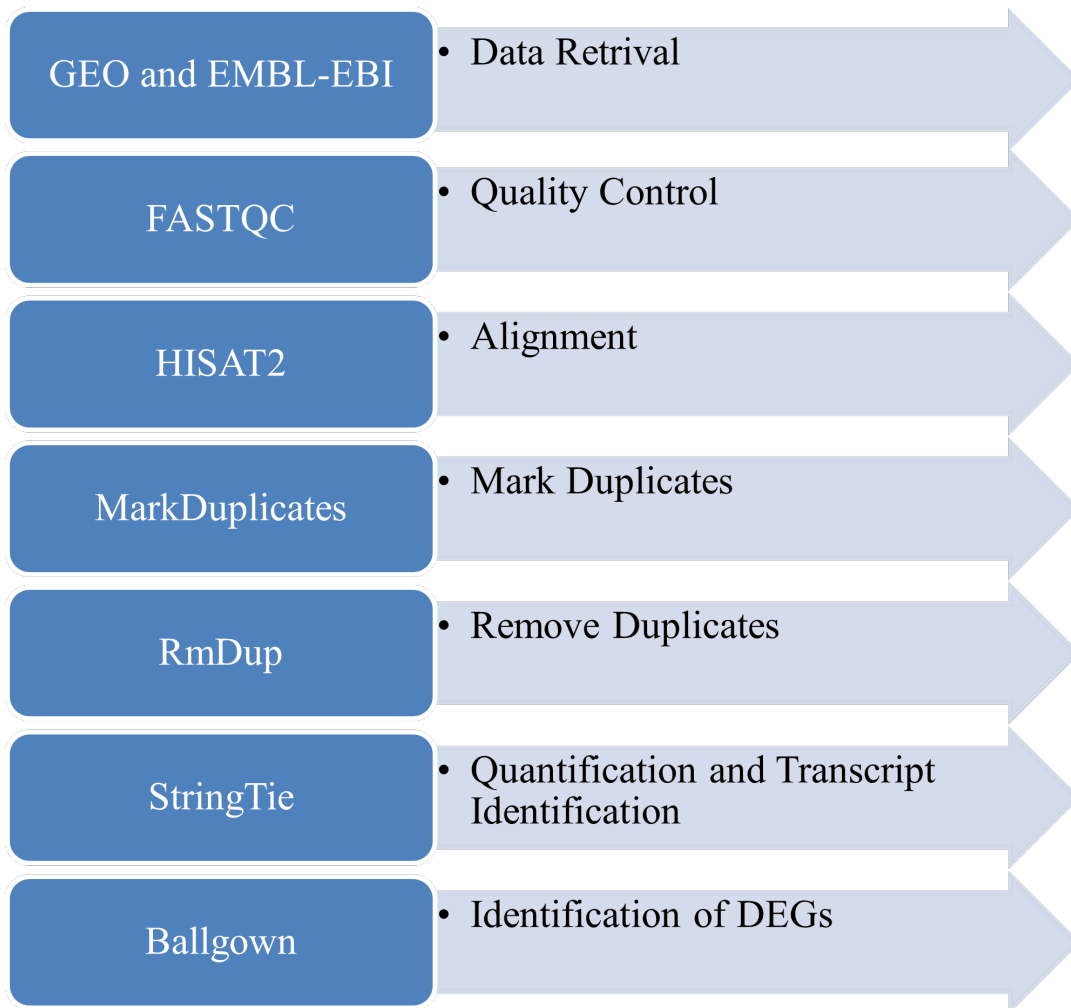 GEO and EMBL-EBI
• Data Retrival
FASTQC
• Quality Control
HISAT2
• Alignment
MarkDuplicates
• Mark Duplicates
RmDup
• Remove Duplicates
StringTie
• Quantification and Transcript
Identification
Ballgown
• Identification of DEGs